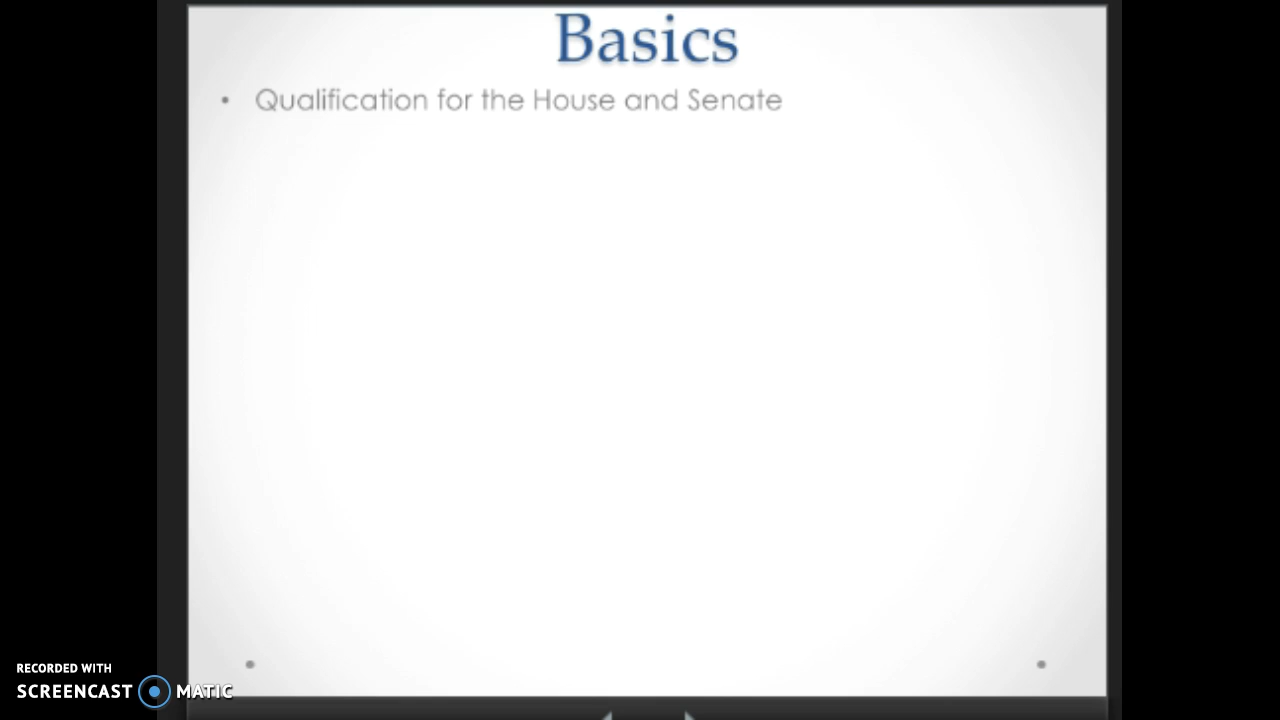 Basics
• Qualification for the House and Senate
RECORDED WITH
SCREENCAST MATIC